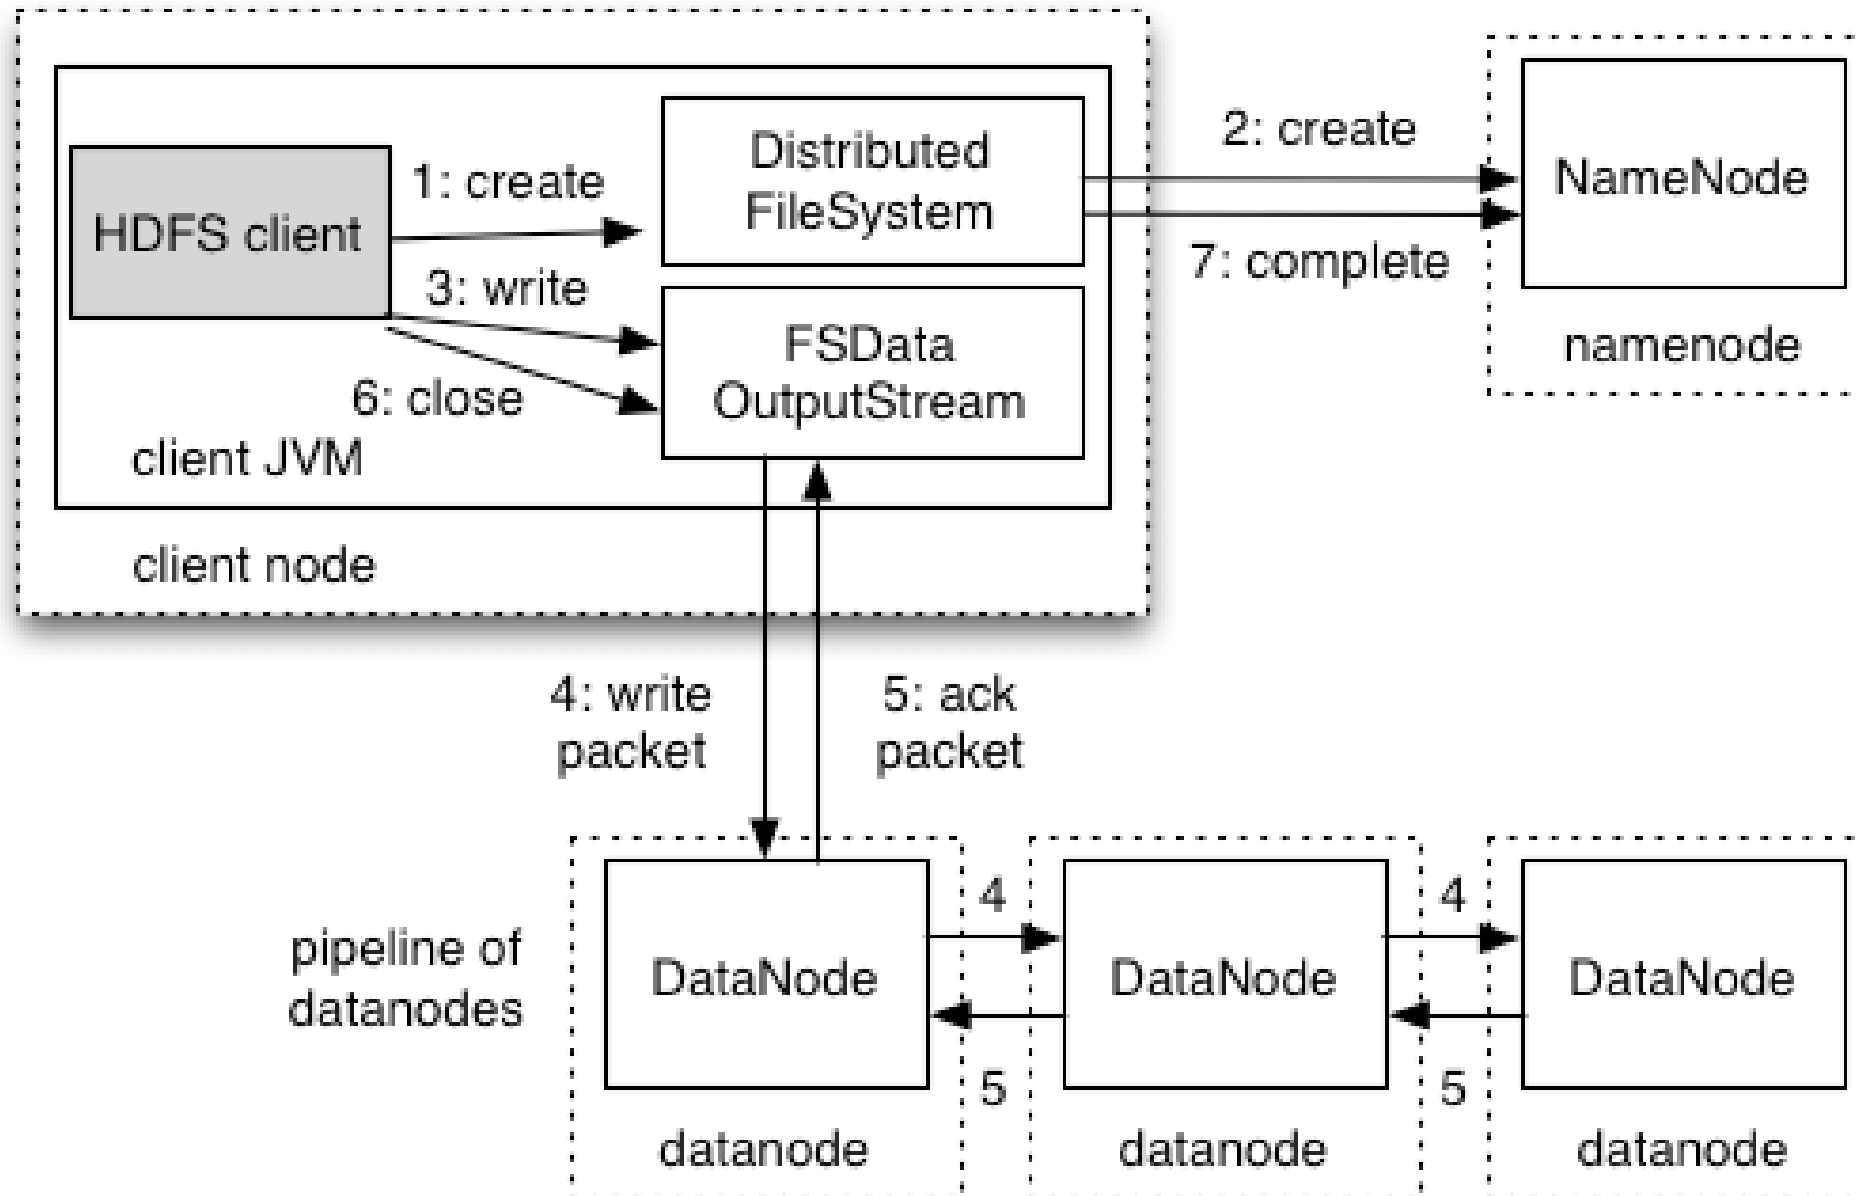 Distributed
FileSystem
2: create
NameNode
1: create
HDFS client
7: complete
3: write
FSData
OutputStream
namenode
6: close
client JVM
client node
4: write
packet
5: ack
packet
4
4
pipeline of
datanodes
DataNode
DataNode
DataNode
5
5
datanode
datanode
datanode